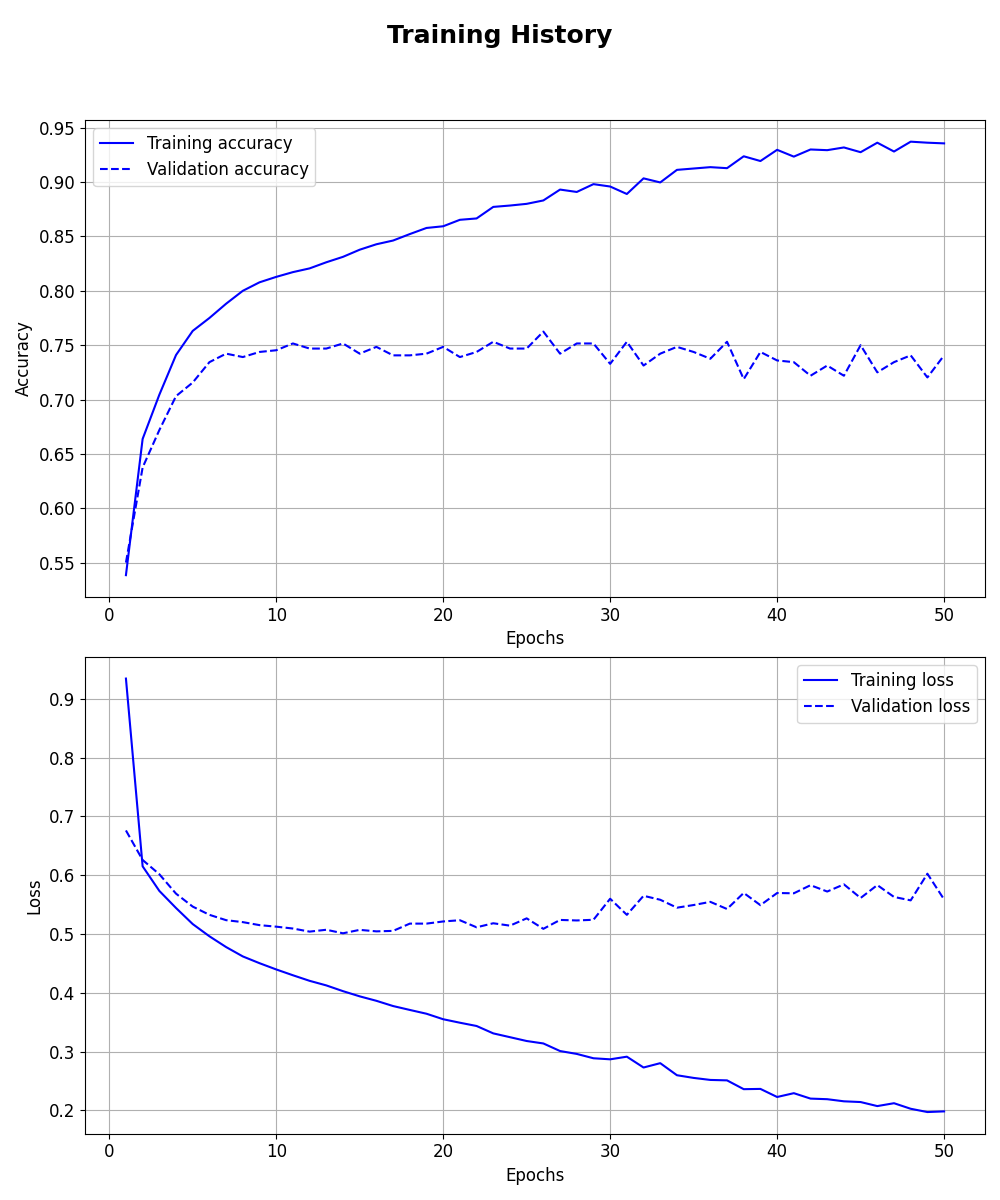 Training History
0.95
0.90
0.85
0.80
0.75
0.70
0.65
0.60
0.55
Accuracy
Training accuracy
Validation accuracy
0 10 20 30 40 50
Epochs
0.9
0.8
0.7
0.6
0.5
0.4
0.3
0.2
Loss
Training loss
Validation loss
0 10 20 30 40 50
Epochs